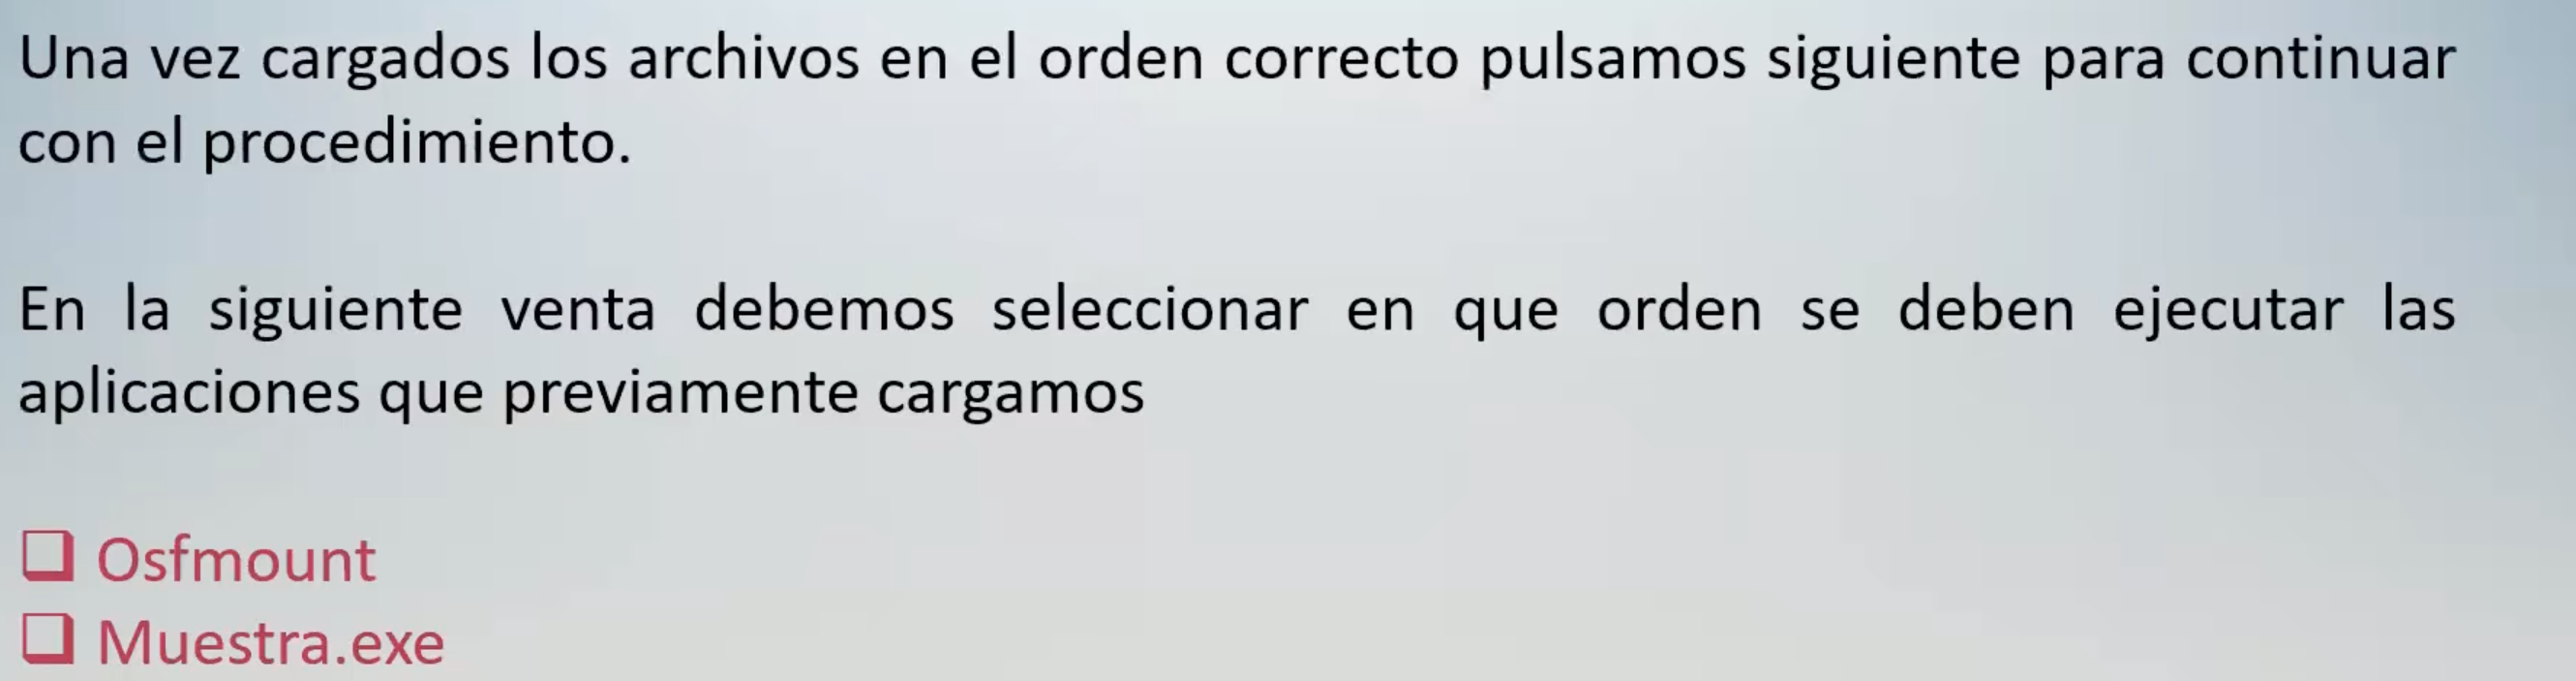 Una vez cargados los archivos en el orden correcto pulsamos siguiente para continuar
con el procedimiento.
En la siguiente venta debemos seleccionar en que orden se deben ejecutar las
aplicaciones que previamente cargamos
❑ Osfmount
❑ Muestra.exe